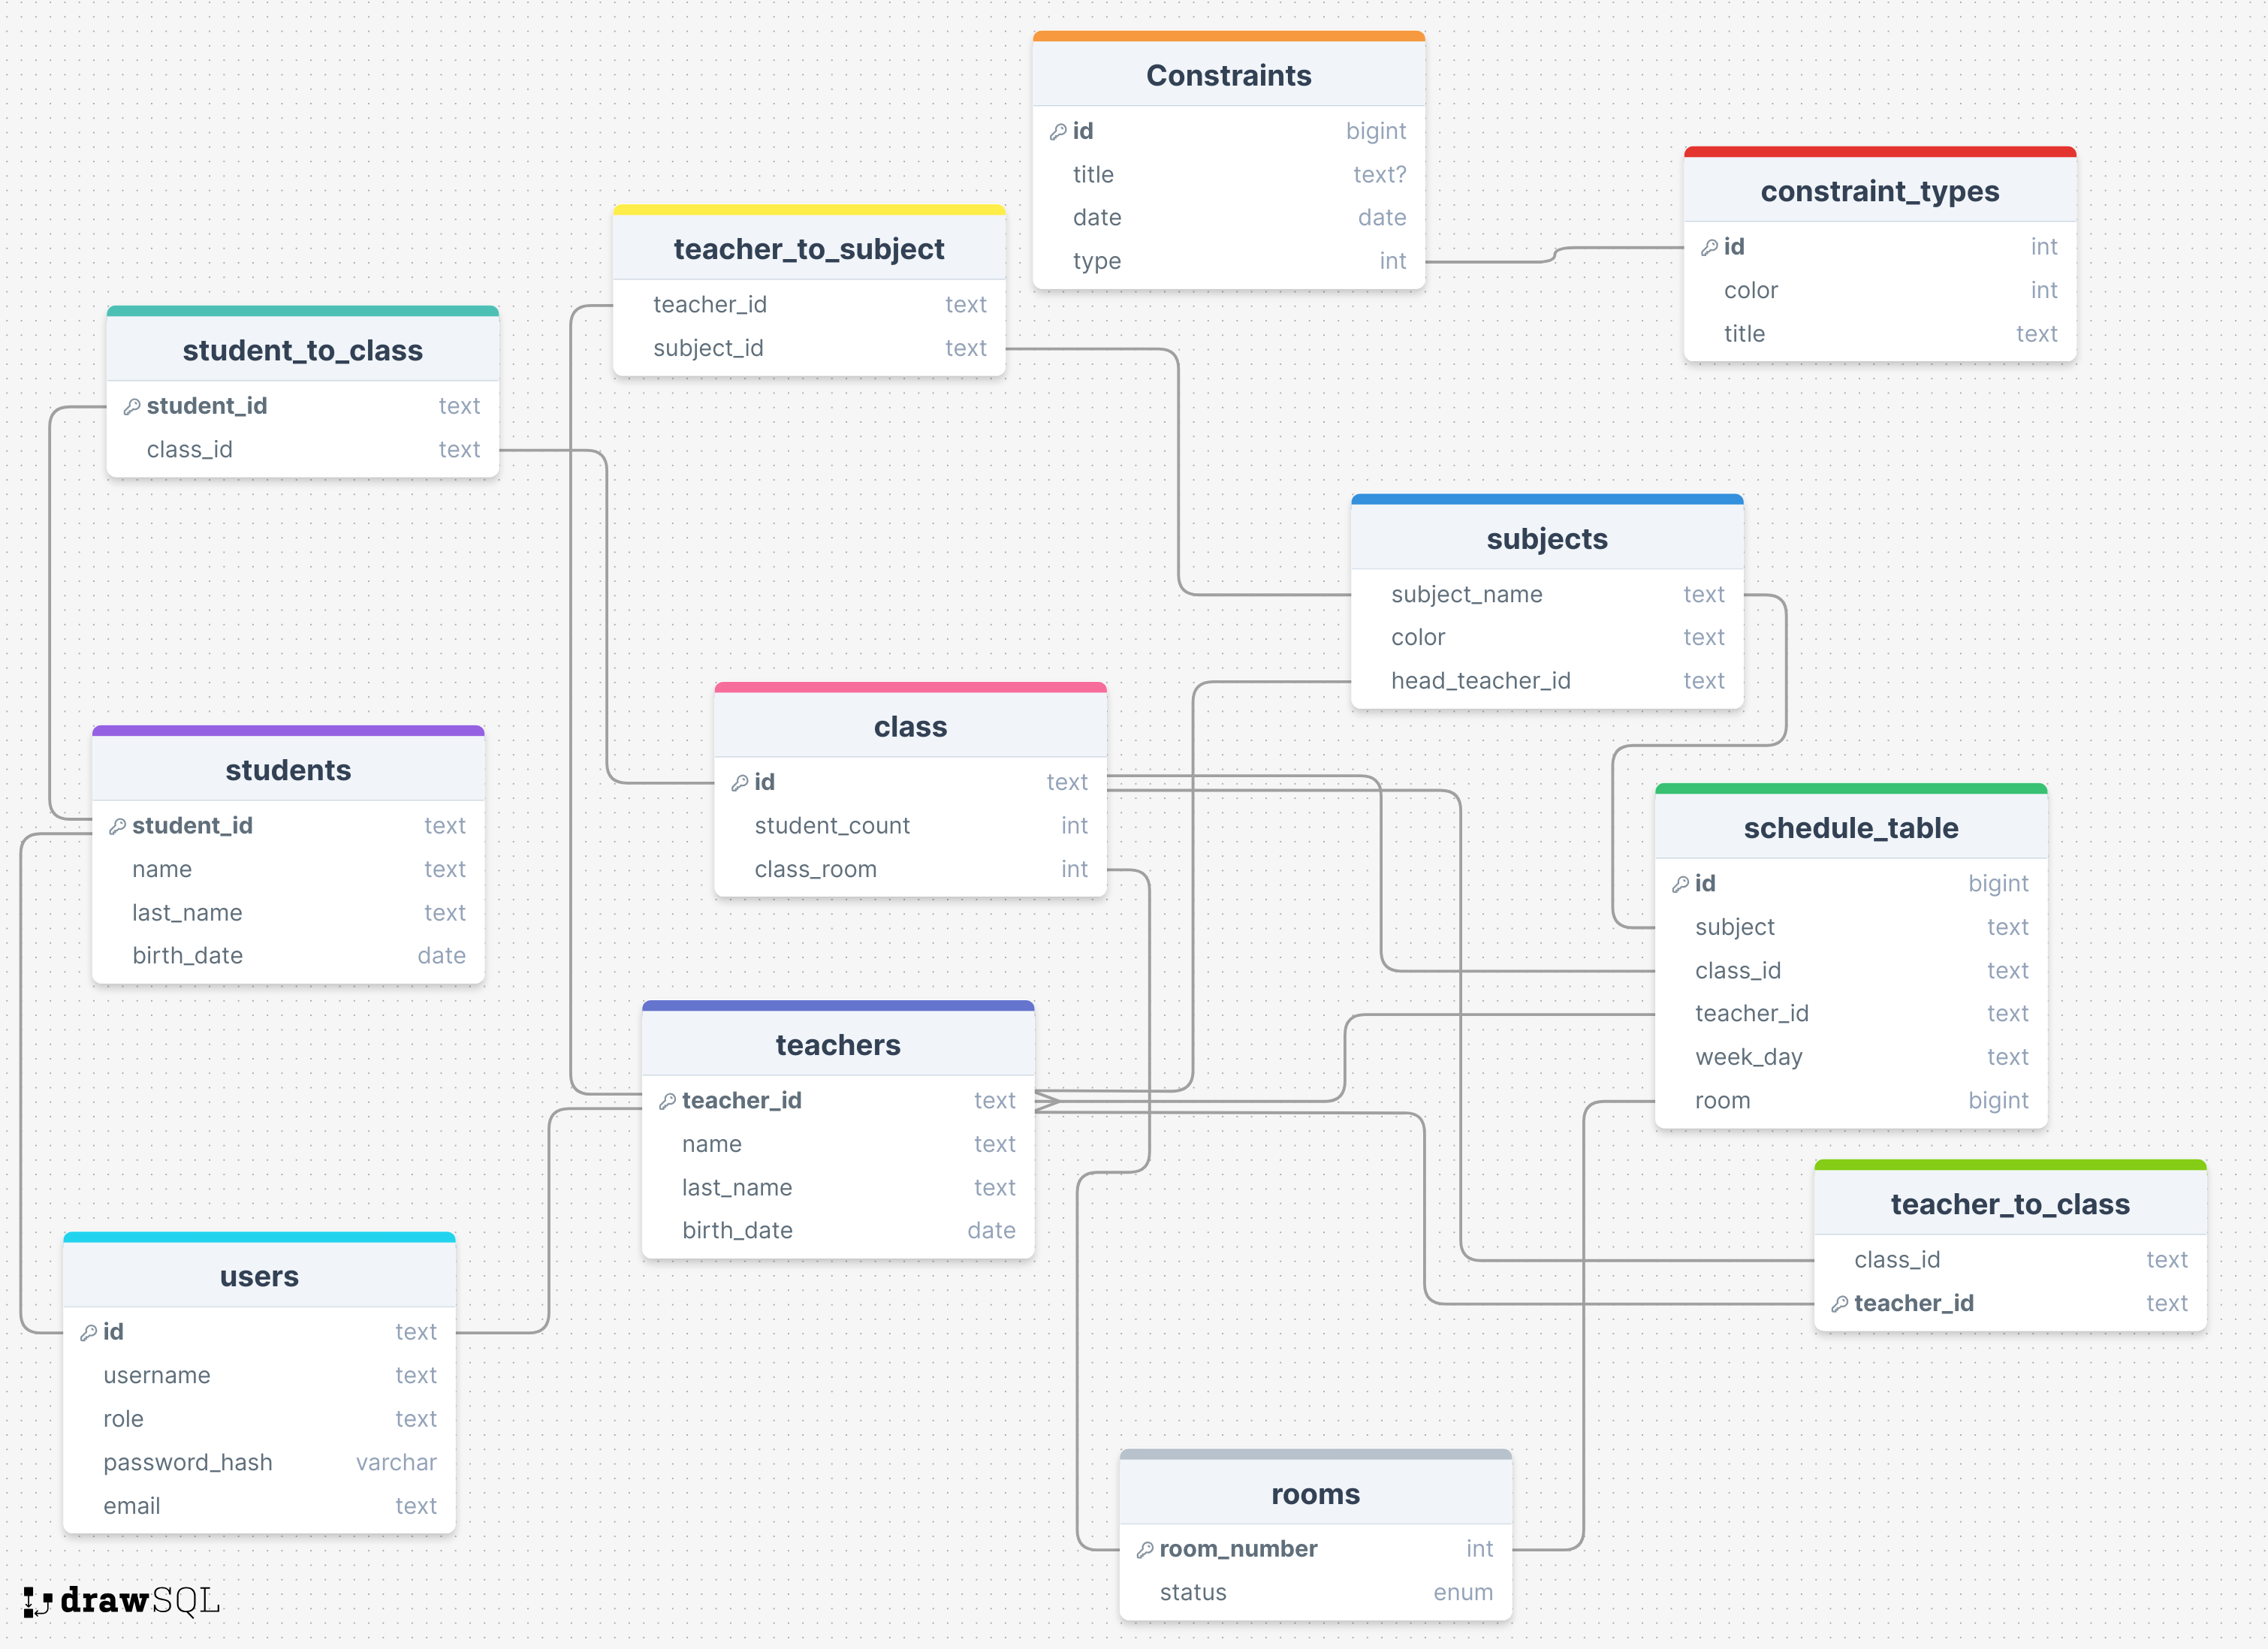 Constraints
id bigint
title text?
date date
type int
constraint_types
id int
color int
title text
teacher_to_subject
teacher_id text
subject_id text
student_to_class
student_id text
class_id text
subjects
subject_name text
color text
head_teacher_id text
class
id text
student_count int
class_room int
students
student_id text
name text
last_name text
birth_date date
schedule_table
id bigint
subject text
class_id text
teacher_id text
week_day text
room bigint
teachers
teacher_id text
name text
last_name text
birth_date date
teacher_to_class
class_id text
teacher_id text
users
id text
username text
role text
password_hash varchar
email text
rooms
room_number int
status enum
drawSQL